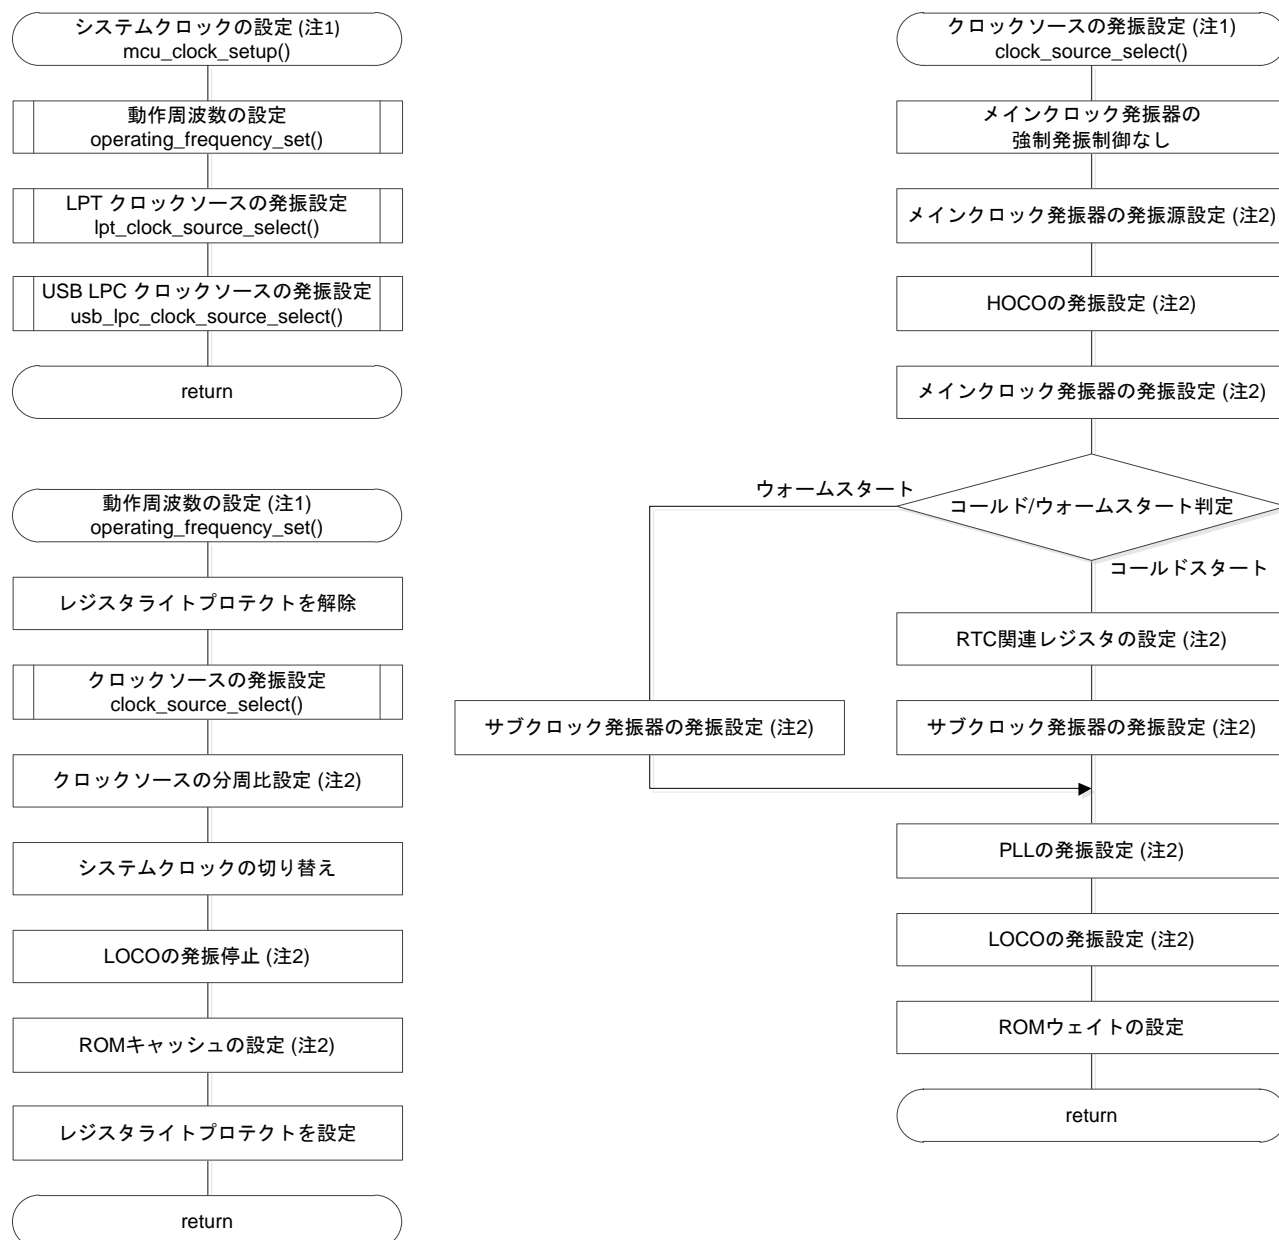 システムクロックの設定 (注1)
mcu_clock_setup()
動作周波数の設定
operating_frequency_set()
LPT クロックソースの発振設定
lpt_clock_source_select()
USB LPC クロックソースの発振設定
usb_lpc_clock_source_select()
return
動作周波数の設定 (注1)
operating_frequency_set()
レジスタライトプロテクトを解除
クロックソースの発振設定
clock_source_select()
クロックソースの分周比設定 (注2)
システムクロックの切り替え
LOCOの発振停止 (注2)
ROMキャッシュの設定 (注2)
レジスタライトプロテクトを設定
return
クロックソースの発振設定 (注1)
clock_source_select()
メインクロック発振器の
強制発振制御なし
メインクロック発振器の発振源設定 (注2)
HOCOの発振設定 (注2)
メインクロック発振器の発振設定 (注2)
コールド/ウォームスタート判定
ウォームスタート
コールドスタート
RTC関連レジスタの設定 (注2)
サブクロック発振器の発振設定 (注2)
サブクロック発振器の発振設定 (注2)
PLLの発振設定 (注2)
LOCOの発振設定 (注2)
ROMウェイトの設定
return